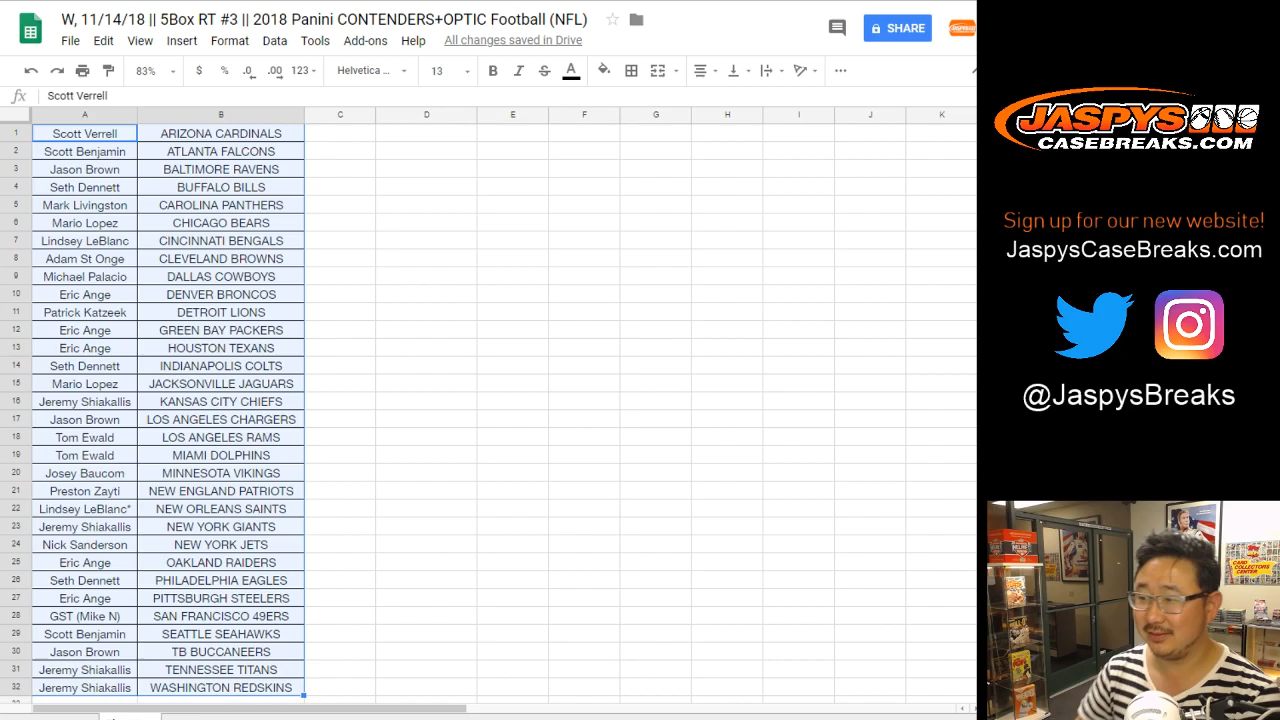 W, 11/14/18 || 5Box RT #3 || 2018 Panini CONTENDERS+OPTIC Football (NFL)
File Edit View Insert Format Data Tools Add-ons Help All changes saved in Drive
SHARE
83% $ % .0 .00 123 Helvetica ... 13 B I S A
fx Scott Verrell
A B C D E F G H I J K
1 Scott Verrell ARIZONA CARDINALS
2 Scott Benjamin ATLANTA FALCONS
3 Jason Brown BALTIMORE RAVENS
4 Seth Dennett BUFFALO BILLS
5 Mark Livingston CAROLINA PANTHERS
6 Mario Lopez CHICAGO BEARS
7 Lindsey LeBlanc CINCINNATI BENGALS
8 Adam St Onge CLEVELAND BROWNS
9 Michael Palacio DALLAS COWBOYS
10 Eric Ange DENVER BRONCOS
11 Patrick Katzeek DETROIT LIONS
12 Eric Ange GREEN BAY PACKERS
13 Eric Ange HOUSTON TEXANS
14 Seth Dennett INDIANAPOLIS COLTS
15 Mario Lopez JACKSONVILLE JAGUARS
16 Jeremy Shiakallis KANSAS CITY CHIEFS
17 Jason Brown LOS ANGELES CHARGERS
18 Tom Ewald LOS ANGELES RAMS
19 Tom Ewald MIAMI DOLPHINS
20 Josey Baucom MINNESOTA VIKINGS
21 Preston Zayti NEW ENGLAND PATRIOTS
22 Lindsey LeBlanc* NEW ORLEANS SAINTS
23 Jeremy Shiakallis NEW YORK GIANTS
24 Nick Sanderson NEW YORK JETS
25 Eric Ange OAKLAND RAIDERS
26 Seth Dennett PHILADELPHIA EAGLES
27 Eric Ange PITTSBURGH STEELERS
28 GST (Mike N) SAN FRANCISCO 49ERS
29 Scott Benjamin SEATTLE SEAHAWKS
30 Jason Brown TB BUCCANEERS
31 Jeremy Shiakallis TENNESSEE TITANS
32 Jeremy Shiakallis WASHINGTON REDSKINS
JASPYS
CASEBREAKS.COM
Sign up for our new website!
JaspysCaseBreaks.com
@JaspysBreaks
CARD
COLLECTORS
CENTER